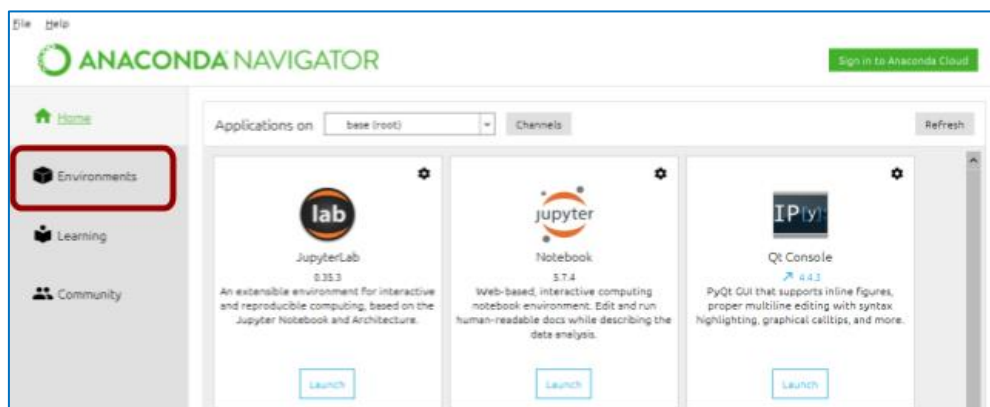 File Help
ANACONDA NAVIGATOR
Sign in to Anaconda Cloud
Home
Environments
Learning
Community
Applications on base (root) Channels Refresh
lab
JupyterLab
0.35.3
An extensible environment for interactive
and reproducible computing, based on the
Jupyter Notebook and Architecture.
Launch
jupyter
Notebook
5.7.4
Web-based, interactive computing
notebook environment. Edit and run
human-readable docs while describing the
data analysis.
Launch
IP[y]:
Qt Console
4.4.3
PyQt GUI that supports inline figures,
proper multiline editing with syntax
highlighting, graphical calltips, and more.
Launch